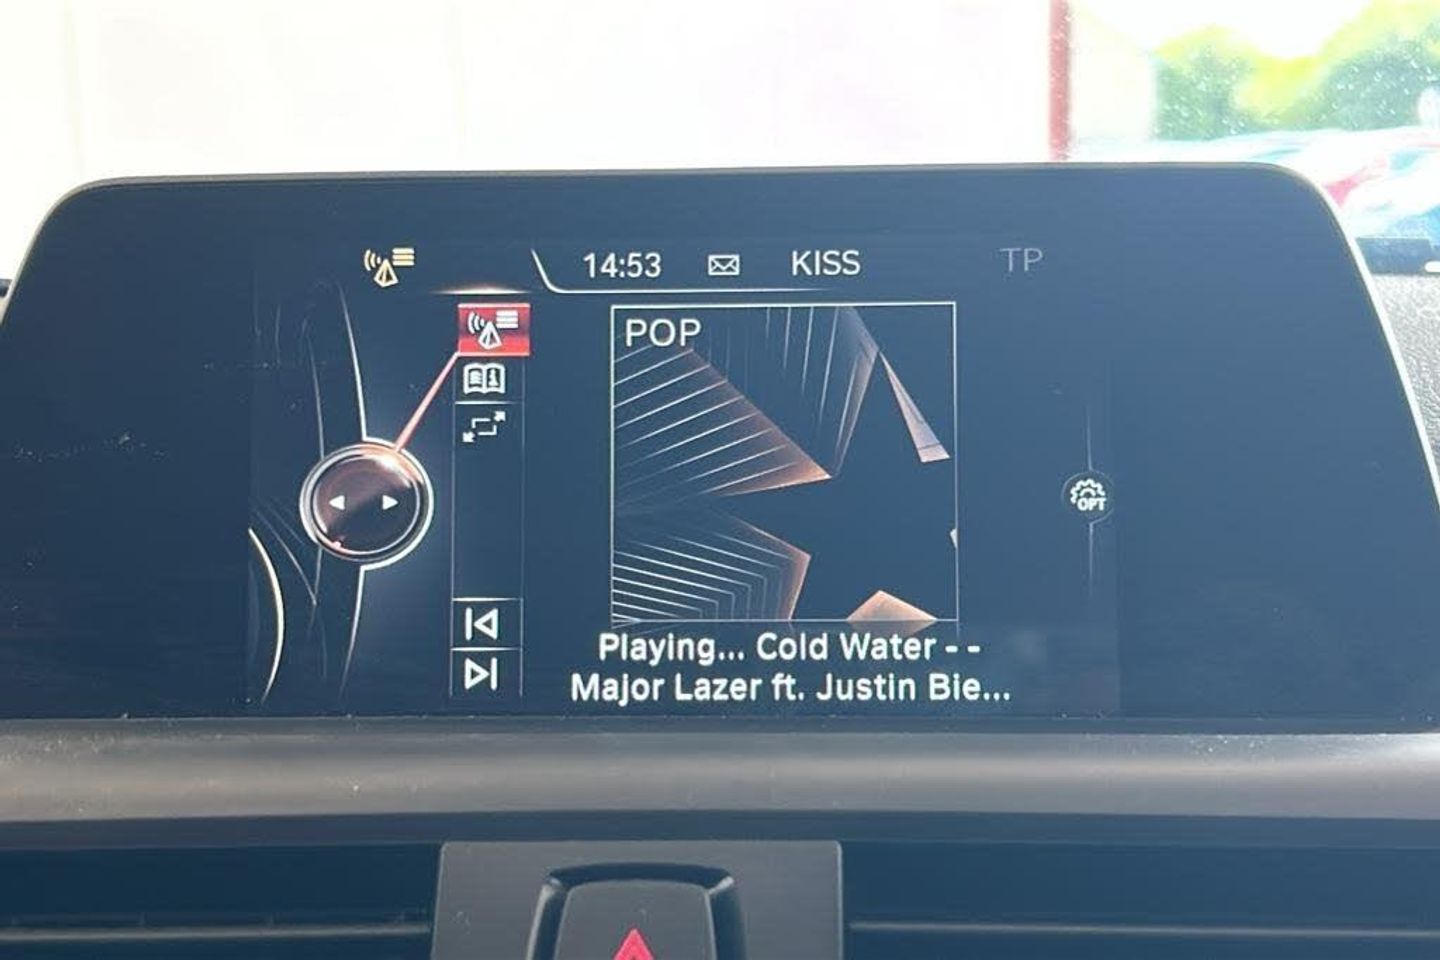 14:53 KISS TP
POP
OPT
Playing... Cold Water - -
Major Lazer ft. Justin Bie...